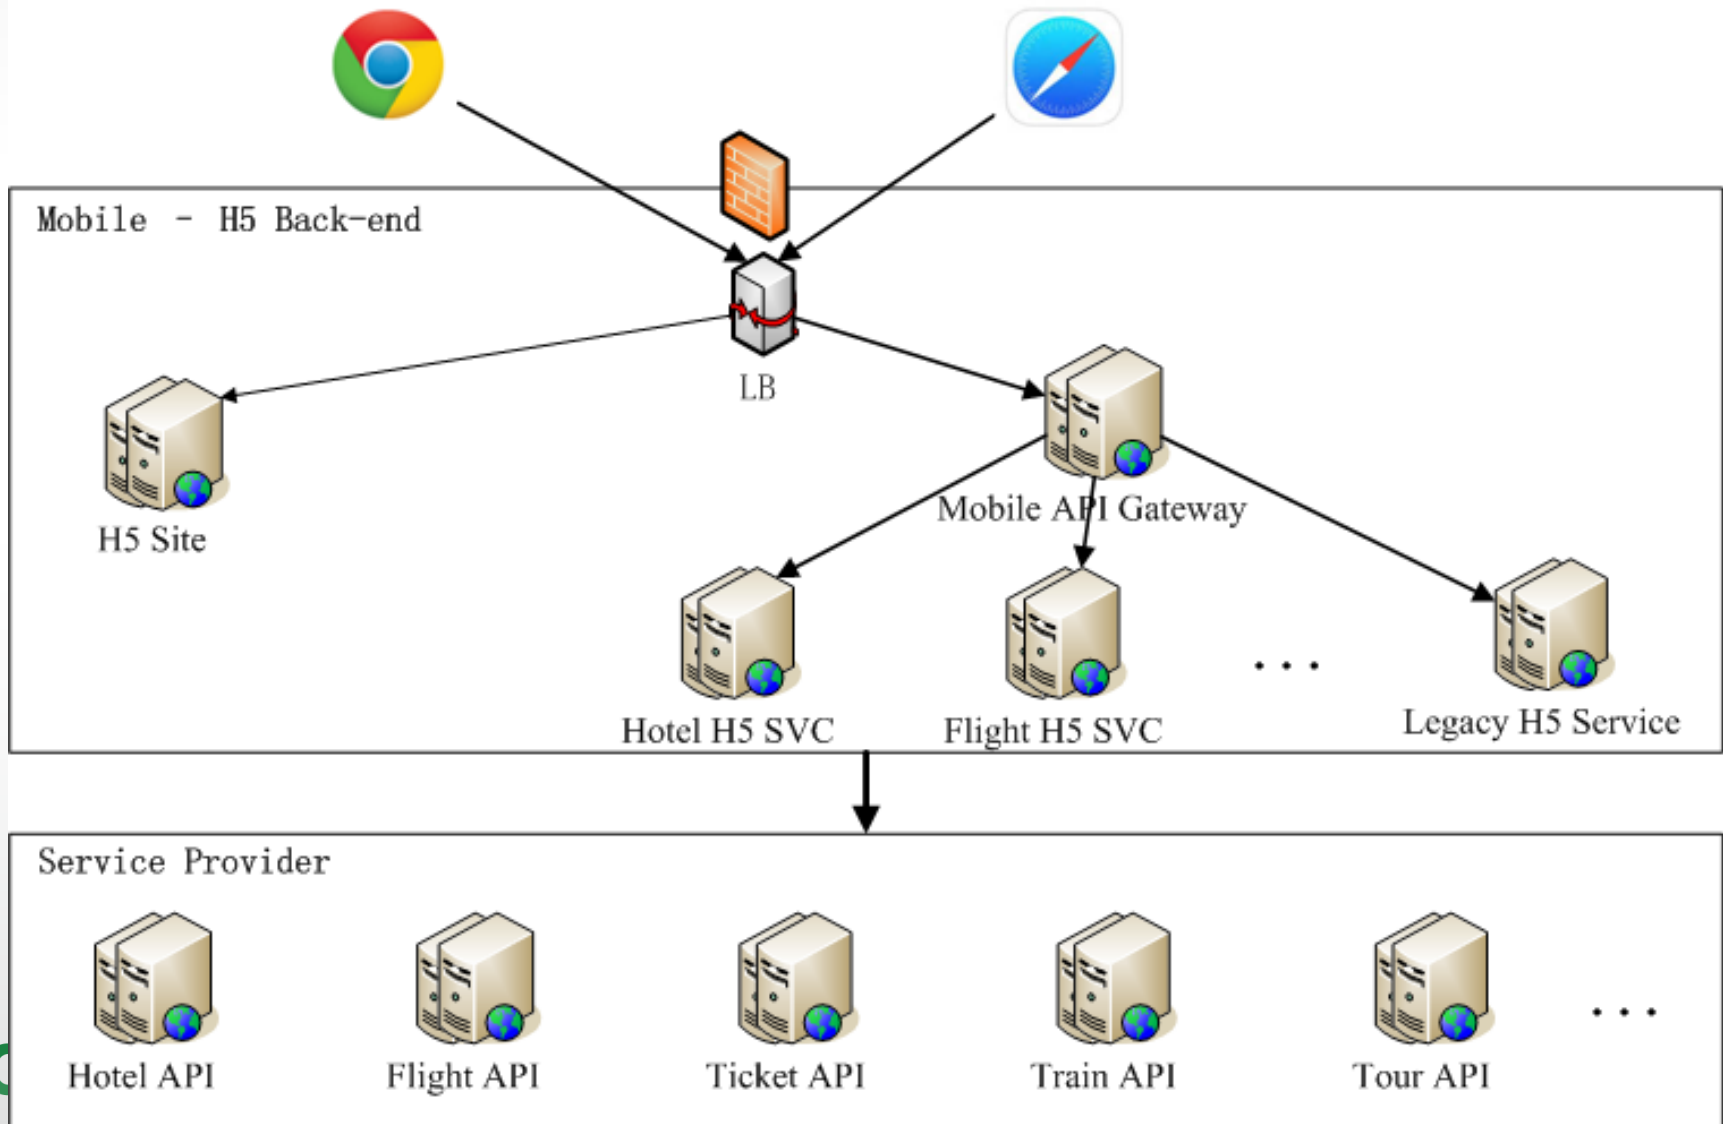 Mobile - H5 Back-end
LB
H5 Site
Mobile API Gateway
Hotel H5 SVC
Flight H5 SVC
...
Legacy H5 Service
Service Provider
Hotel API
Flight API
Ticket API
Train API
Tour API
...